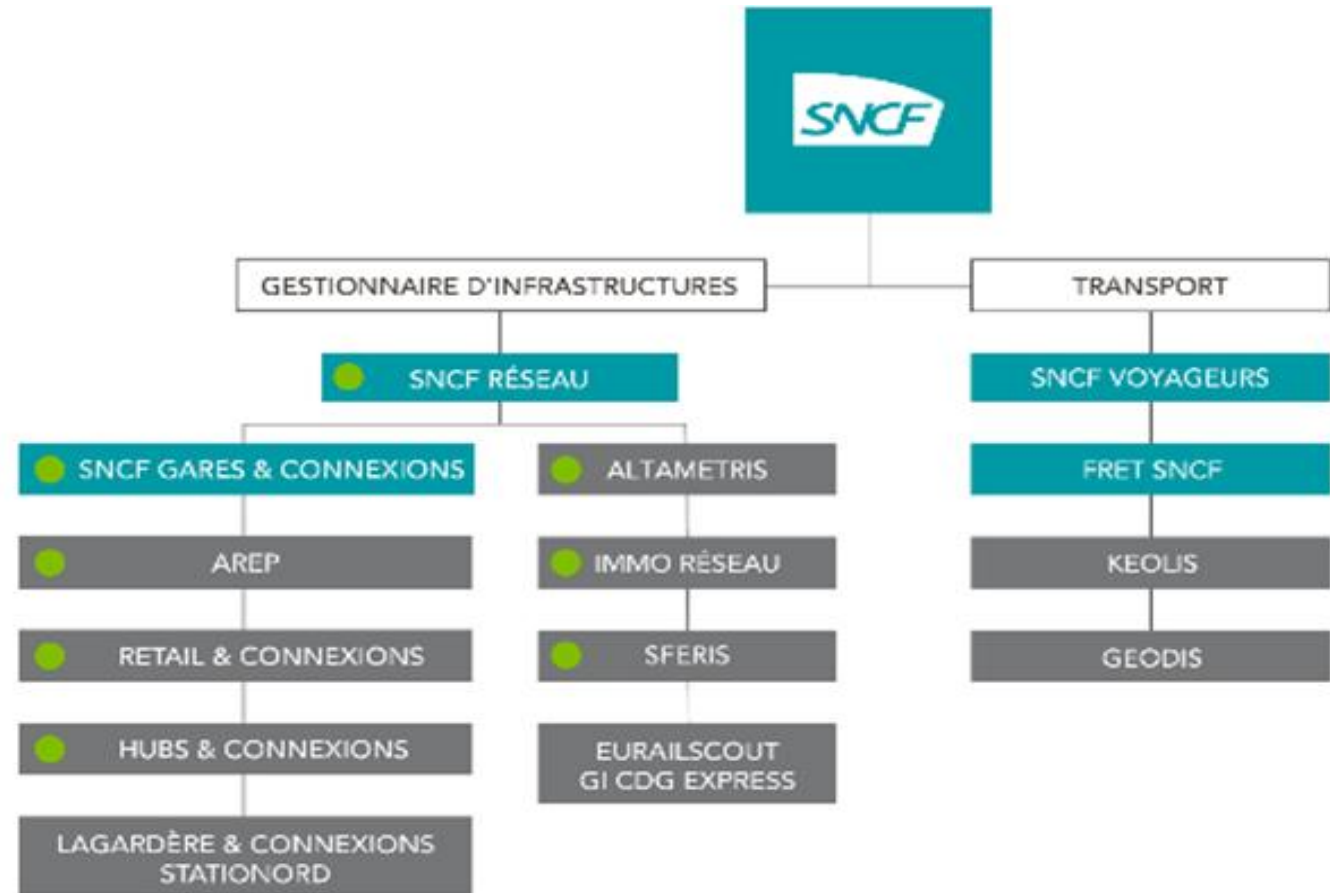 SNCF
GESTIONNAIRE D'INFRASTRUCTURES
TRANSPORT
SNCF RÉSEAU
SNCF VOYAGEURS
SNCF GARES & CONNEXIONS
ALTAMETRIS
FRET SNCF
AREP
IMMO RÉSEAU
KEOLIS
RETAIL & CONNEXIONS
SFERIS
GEODIS
HUBS & CONNEXIONS
EURAILSCOUT
GI CDG EXPRESS
LAGARDÈRE & CONNEXIONS
STATIONORD